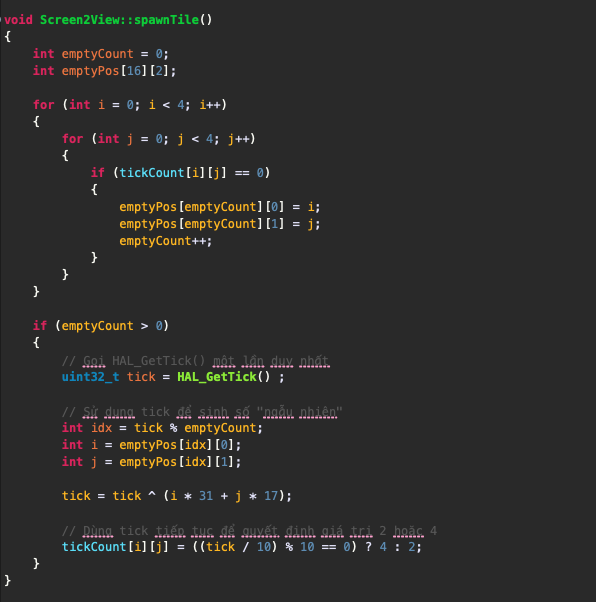 void Screen2View::spawnTile()
{
    int emptyCount = 0;
    int emptyPos[16][2];

    for (int i = 0; i < 4; i++)
    {
        for (int j = 0; j < 4; j++)
        {
            if (tickCount[i][j] == 0)
            {
                emptyPos[emptyCount][0] = i;
                emptyPos[emptyCount][1] = j;
                emptyCount++;
            }
        }
    }

    if (emptyCount > 0)
    {
        // Gọi HAL_GetTick() một lần duy nhất
        uint32_t tick = HAL_GetTick() ;

        // Sử dụng tick để sinh số "ngẫu nhiên"
        int idx = tick % emptyCount;
        int i = emptyPos[idx][0];
        int j = emptyPos[idx][1];

        tick = tick ^ (i * 31 + j * 17);

        // Dùng tick tiếp tục để quyết định giá trị 2 hoặc 4
        tickCount[i][j] = ((tick / 10) % 10 == 0) ? 4 : 2;
    }
}